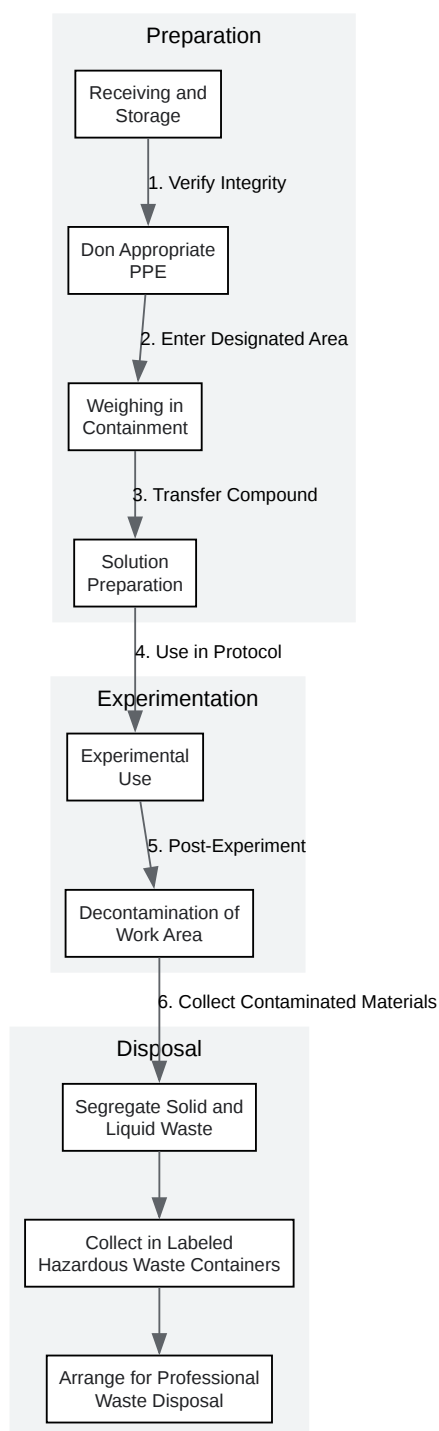 Preparation
Receiving and
Storage
1. Verify Integrity
Don Appropriate
PPE
2. Enter Designated Area
Weighing in
Containment
3. Transfer Compound
Solution
Preparation
4. Use in Protocol
Experimentation
Experimental
Use
5. Post-Experiment
Decontamination of
Work Area
6. Collect Contaminated Materials
Disposal
Segregate Solid and
Liquid Waste
Collect in Labeled
Hazardous Waste Containers
Arrange for Professional
Waste Disposal